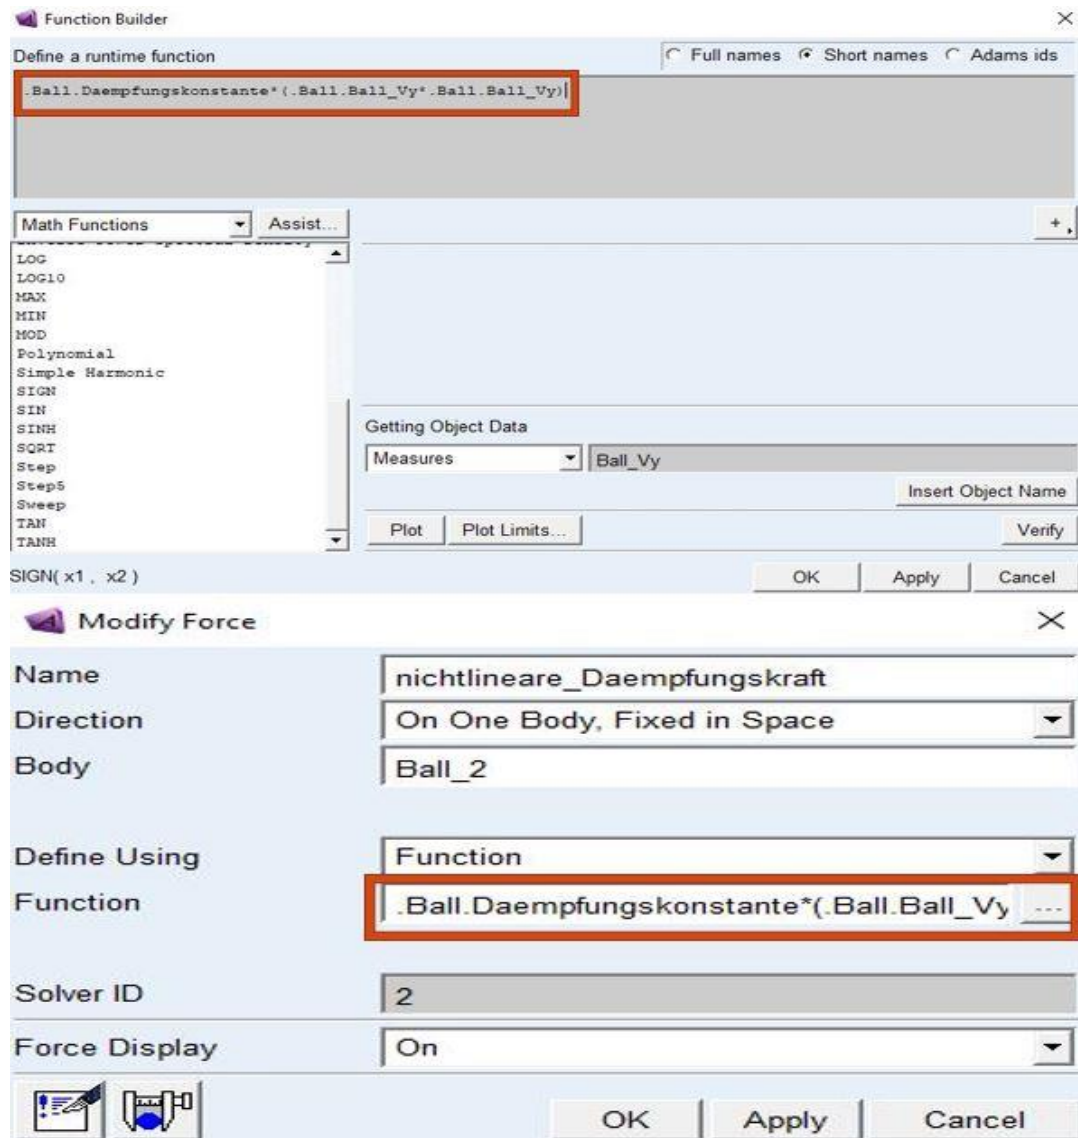 Function Builder
Define a runtime function
Full names Short names Adams ids
.Ball.Daempfungskonstante*(.Ball.Ball_Vy*.Ball.Ball_Vy)
Math Functions Assist... +
LOG
LOG10
MAX
MIN
MOD
Polynomial
Simple Harmonic
SIGN
SIN
SINH
SQRT
Step
Step5
Sweep
TAN
TANH
Getting Object Data
Measures Ball_Vy
Insert Object Name
Plot Plot Limits... Verify
SIGN( x1 , x2 ) OK Apply Cancel
Modify Force
Name nichtlineare_Daempfungskraft
Direction On One Body, Fixed in Space
Body Ball_2
Define Using Function
Function .Ball.Daempfungskonstante*(.Ball.Ball_Vy ...
Solver ID 2
Force Display On
OK Apply Cancel